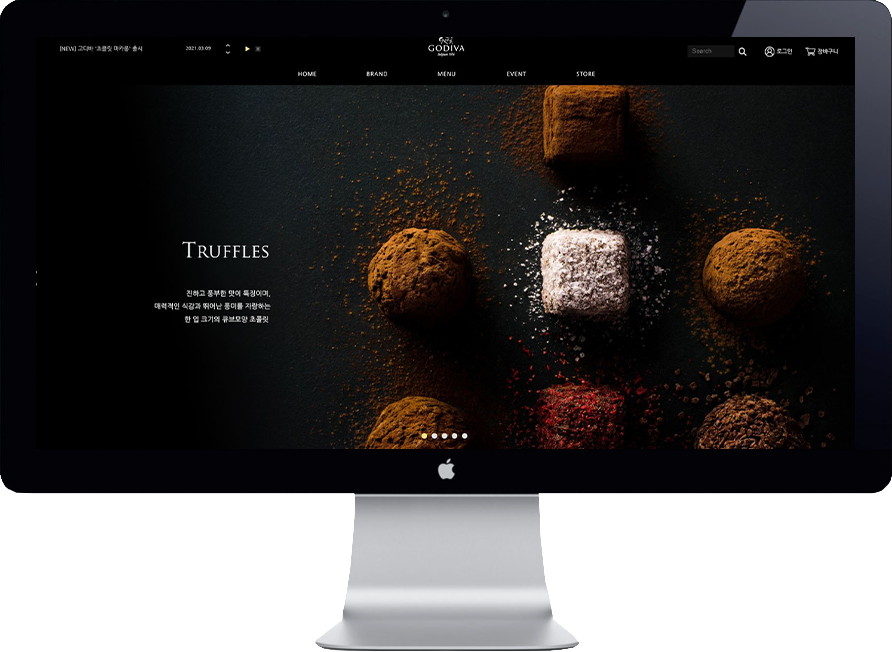 [NEW] 고디바 '초콜릿 마카롱' 출시
2021.03.09
GODIVA
Belgium 1926
Search
로그인
장바구니
HOME
BRAND
MENU
EVENT
STORE
TRUFFLES
진하고 풍부한 맛이 특징이며,
매력적인 식감과 뛰어난 풍미를 자랑하는
한 입 크기의 큐브모양 초콜릿